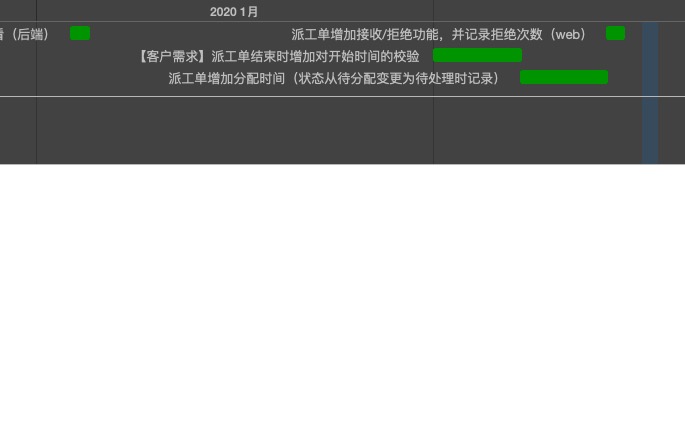 2020 1月
（后端）
派工单增加接收/拒绝功能，并记录拒绝次数（web）
【客户需求】派工单结束时增加对开始时间的校验
派工单增加分配时间（状态从待分配变更为待处理时记录）